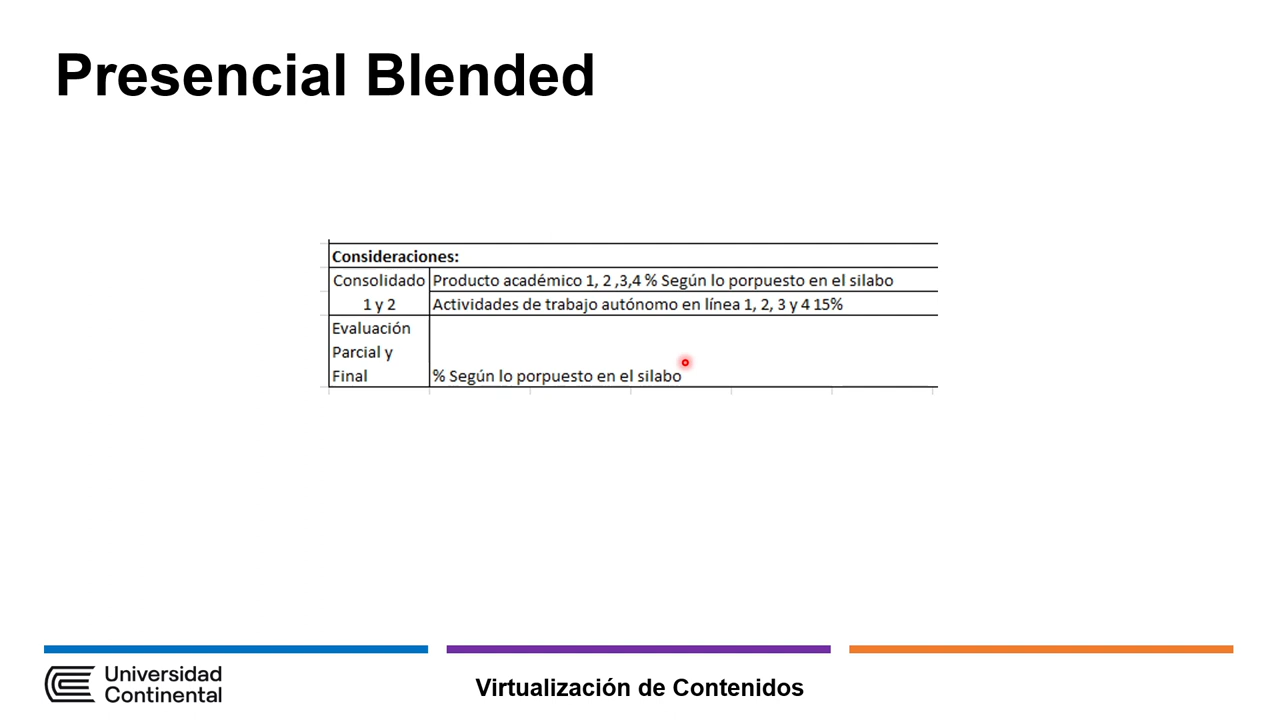 Presencial Blended
Consideraciones:
Consolidado
1 y 2
Producto académico 1, 2 ,3,4 % Según lo porpuesto en el silabo
Actividades de trabajo autónomo en línea 1, 2, 3 y 4 15%
Evaluación
Parcial y
Final
% Según lo porpuesto en el silabo
Universidad
Continental
Virtualización de Contenidos